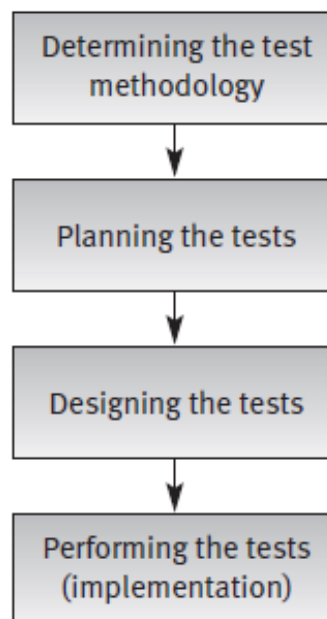 Determining the test
methodology
Planning the tests
Designing the tests
Performing the tests
(implementation)